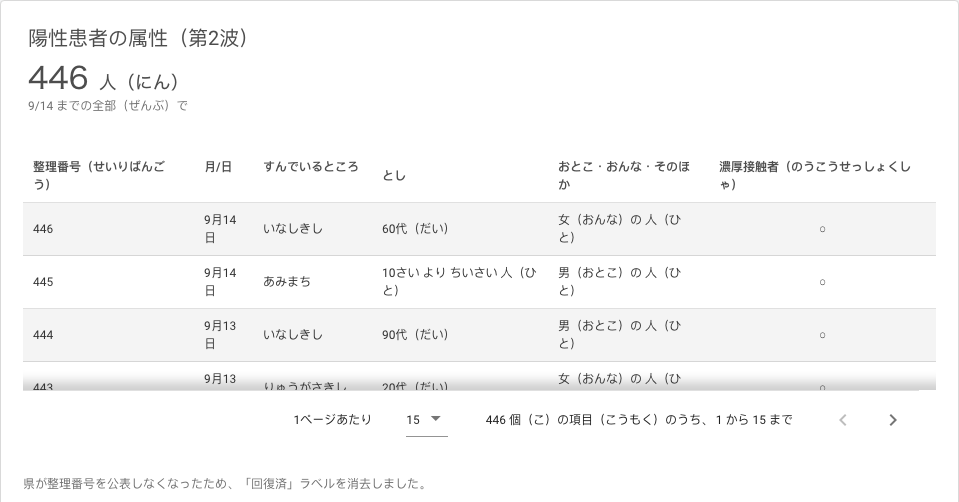 陽性患者の属性（第2波）
446 人（にん）
9/14 までの全部（ぜんぶ）で
整理番号（せいりばんご
う）
月/日
すんでいるところ
とし
おとこ・おんな・そのほ
か
濃厚接触者（のうこうせっしょくし
ゃ）
446
9月14
日
いなしきし
60代（だい）
女（おんな）の 人（ひ
と）
○
445
9月14
日
あみまち
10さい より ちいさい 人（ひ
と）
男（おとこ）の 人（ひ
と）
○
444
9月13
日
いなしきし
90代（だい）
男（おとこ）の 人（ひ
と）
○
443
9月13
りゅうがさきし
20代（だい）
女（おんな）の 人（ひ
○
1ページあたり
15
446 個（こ）の項目（こうもく）のうち、1 から 15 まで
県が整理番号を公表しなくなったため、「回復済」ラベルを消去しました。